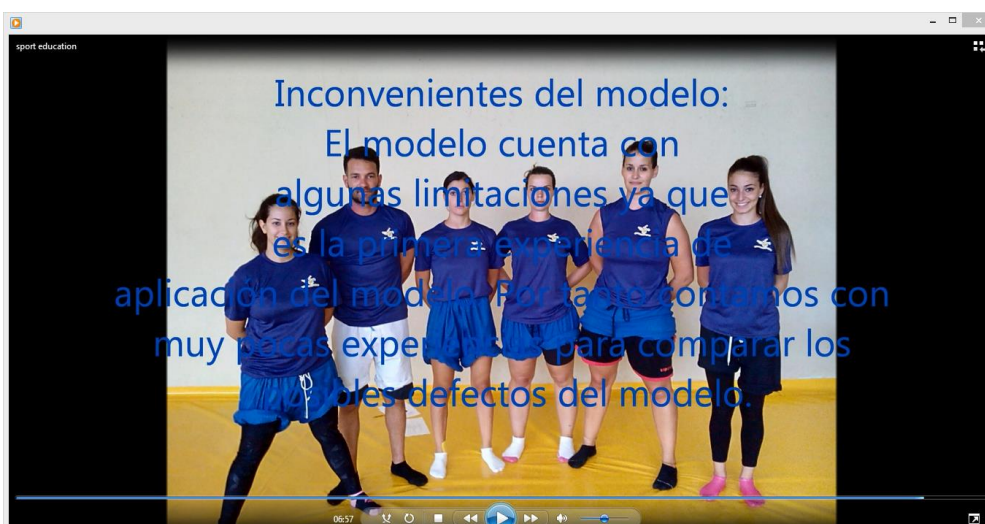 sport education
Inconvenientes del modelo:
El modelo cuenta con
algunas limitaciones ya que
es la primera experiencia de
aplicación del modelo. Por tanto contamos con
muy pocas experiencias para comparar los
posibles defectos del modelo.
06:57